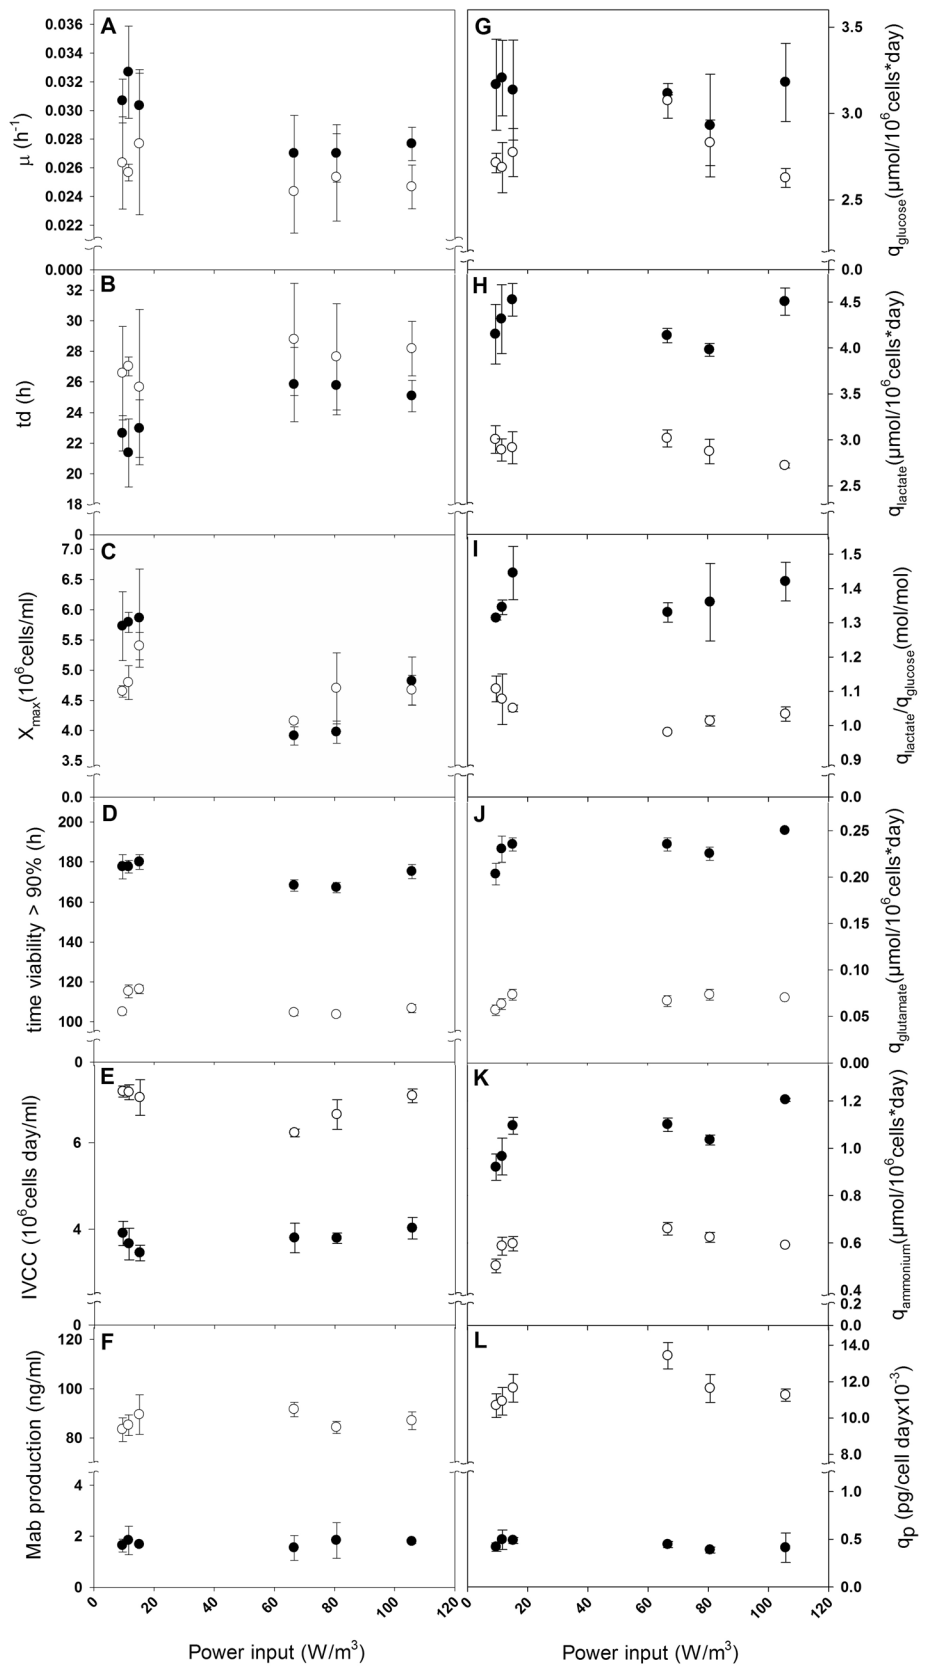 A
0.036
0.034
0.032
0.030
0.028
0.026
0.024
0.022
0.000
μ (h-1)
G
3.5
3.0
2.5
0.0
qglucose(µmol/106cells*day)
B
32
30
28
26
24
22
20
18
0
td (h)
H
4.5
4.0
3.5
3.0
2.5
qlactate(µmol/106cells*day)
C
7.0
6.5
6.0
5.5
5.0
4.5
4.0
3.5
0.0
Xmax(106cells/ml)
I
1.5
1.4
1.3
1.2
1.1
1.0
0.9
0.0
qlactate/qglucose(mol/mol)
D
200
180
160
140
120
100
0
time viability > 90% (h)
J
0.25
0.20
0.15
0.10
0.05
0.00
qglutamate(µmol/106cells*day)
E
6
4
0
IVCC (106cells day/ml)
K
1.2
1.0
0.8
0.6
0.4
0.2
0.0
qammonium(µmol/106cells*day)
F
120
100
80
4
2
0
Mab production (ng/ml)
L
14.0
12.0
10.0
8.0
1.0
0.5
0.0
qp (pg/cell dayx10-3)
0 20 40 60 80 100 120
0 20 40 60 80 100 120
Power input (W/m3)
Power input (W/m3)